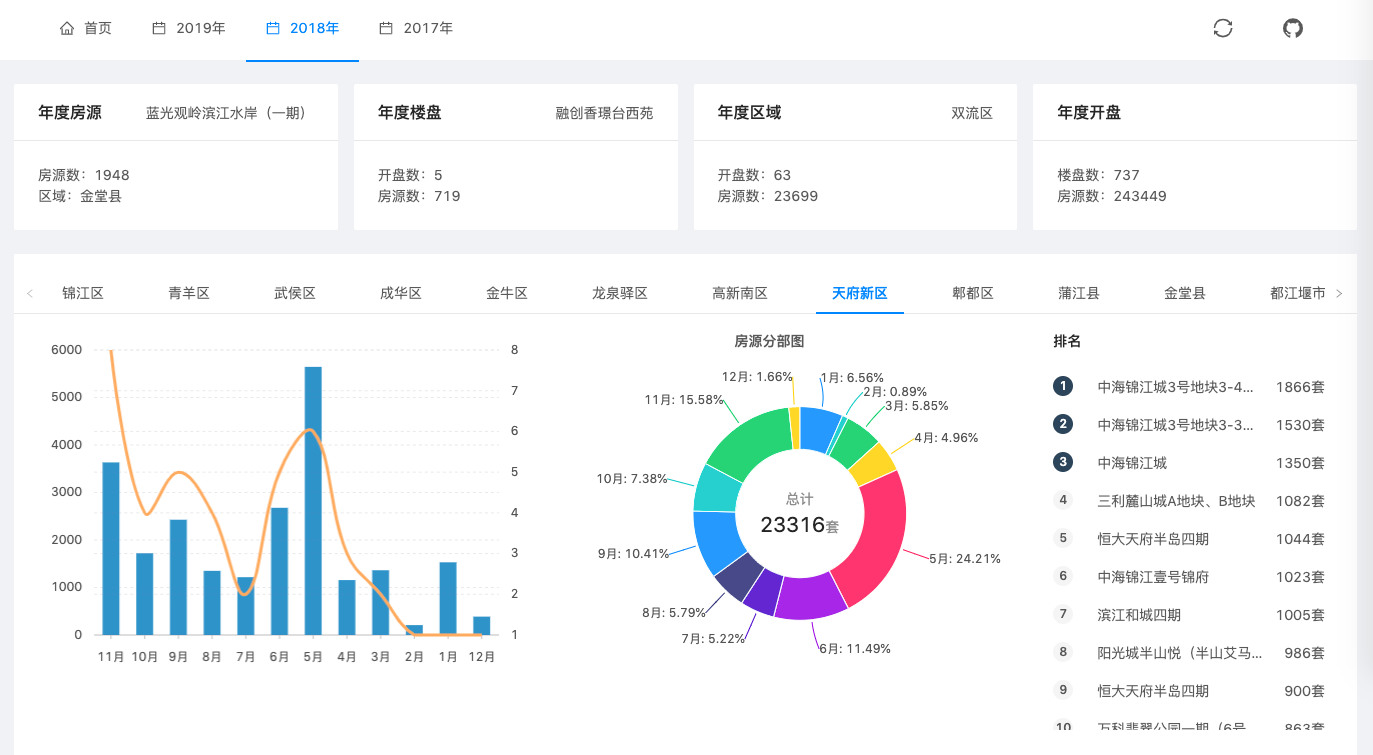 首页
2019年
2018年
2017年
年度房源 蓝光观岭滨江水岸（一期）
房源数：1948
区域：金堂县
年度楼盘 融创香璟台西苑
开盘数：5
房源数：719
年度区域 双流区
开盘数：63
房源数：23699
年度开盘
楼盘数：737
房源数：243449
锦江区
青羊区
武侯区
成华区
金牛区
龙泉驿区
高新南区
天府新区
郫都区
蒲江县
金堂县
都江堰市
6000
5000
4000
3000
2000
1000
0
8
7
6
5
4
3
2
1
11月
10月
9月
8月
7月
6月
5月
4月
3月
2月
1月
12月
房源分部图
12月: 1.66%
1月: 6.56%
2月: 0.89%
3月: 5.85%
4月: 4.96%
5月: 24.21%
6月: 11.49%
7月: 5.22%
8月: 5.79%
9月: 10.41%
10月: 7.38%
11月: 15.58%
总计
23316套
排名
1 中海锦江城3号地块3-4... 1866套
2 中海锦江城3号地块3-3... 1530套
3 中海锦江城 1350套
4 三利麓山城A地块、B地块 1082套
5 恒大天府半岛四期 1044套
6 中海锦江壹号锦府 1023套
7 滨江和城四期 1005套
8 阳光城半山悦（半山艾马... 986套
9 恒大天府半岛四期 900套
10 万科翡翠公园一期（6号 863套